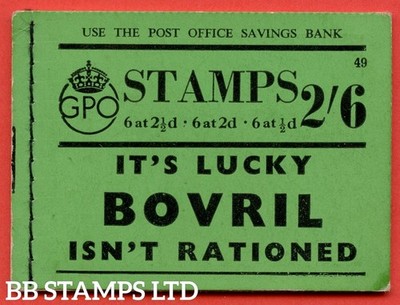 USE THE POST OFFICE SAVINGS BANK
49
GPO STAMPS 2/6
6 at 2½d · 6 at 2d · 6 at ½d
IT'S LUCKY
BOVRIL
ISN'T RATIONED
BB STAMPS LTD